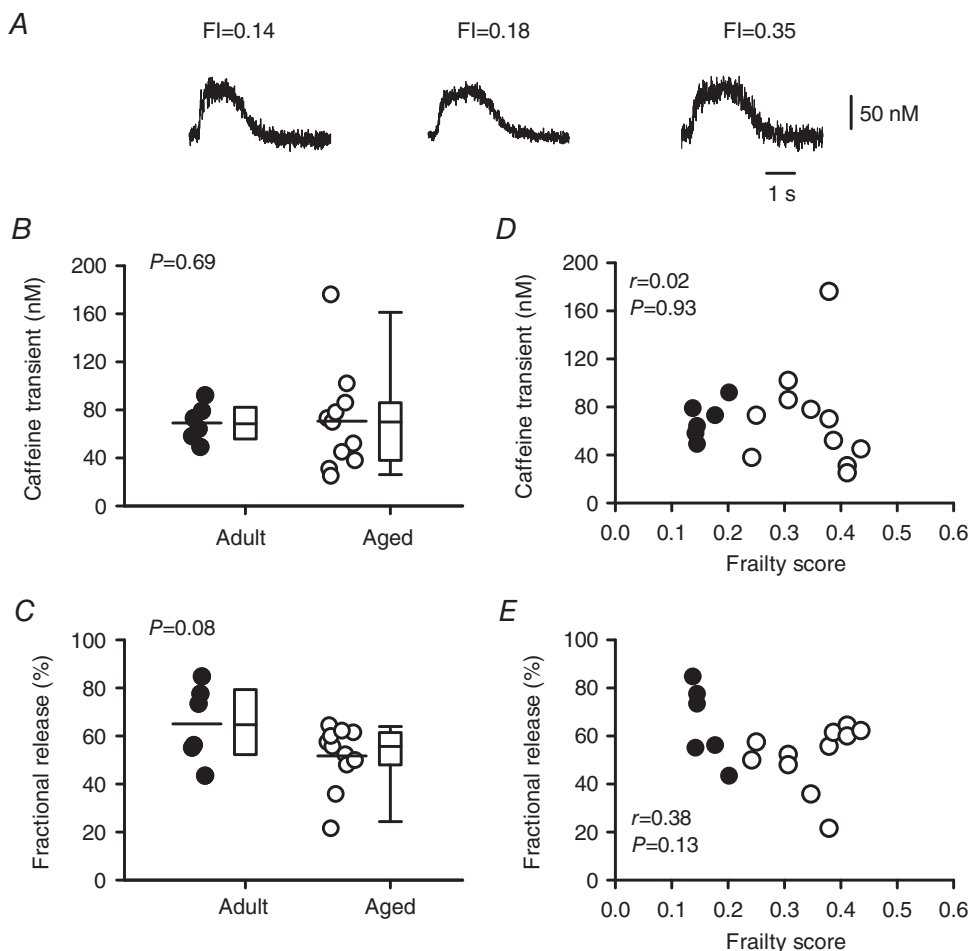 A
FI=0.14
FI=0.18
FI=0.35
50 nM
1 s
B
P=0.69
Caffeine transient (nM)
200
160
120
80
40
0
Adult
Aged
D
r=0.02
P=0.93
Caffeine transient (nM)
200
160
120
80
40
0
0.0
0.1
0.2
0.3
0.4
0.5
0.6
Frailty score
C
P=0.08
Fractional release (%)
100
80
60
40
20
0
Adult
Aged
E
r=0.38
P=0.13
Fractional release (%)
100
80
60
40
20
0
0.0
0.1
0.2
0.3
0.4
0.5
0.6
Frailty score